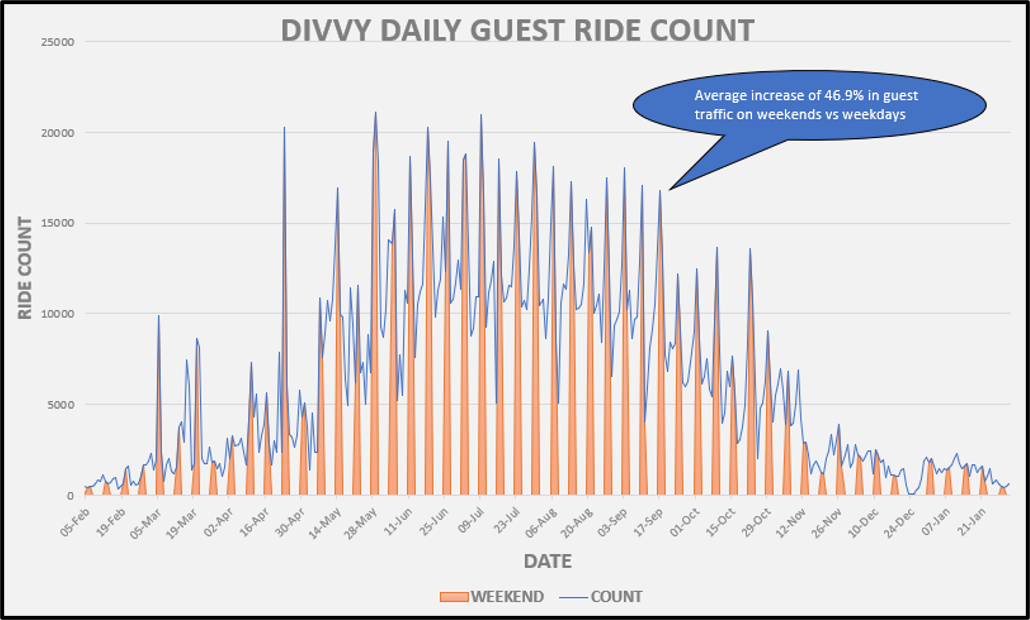 DIVVY DAILY GUEST RIDE COUNT
Average increase of 46.9% in guest
traffic on weekends vs weekdays
RIDE COUNT
25000
20000
15000
10000
5000
0
05-Feb
19-Feb
05-Mar
19-Mar
02-Apr
16-Apr
30-Apr
14-May
28-May
11-Jun
25-Jun
09-Jul
23-Jul
06-Aug
20-Aug
03-Sep
17-Sep
01-Oct
15-Oct
29-Oct
12-Nov
26-Nov
10-Dec
24-Dec
07-Jan
21-Jan
DATE
WEEKEND
COUNT